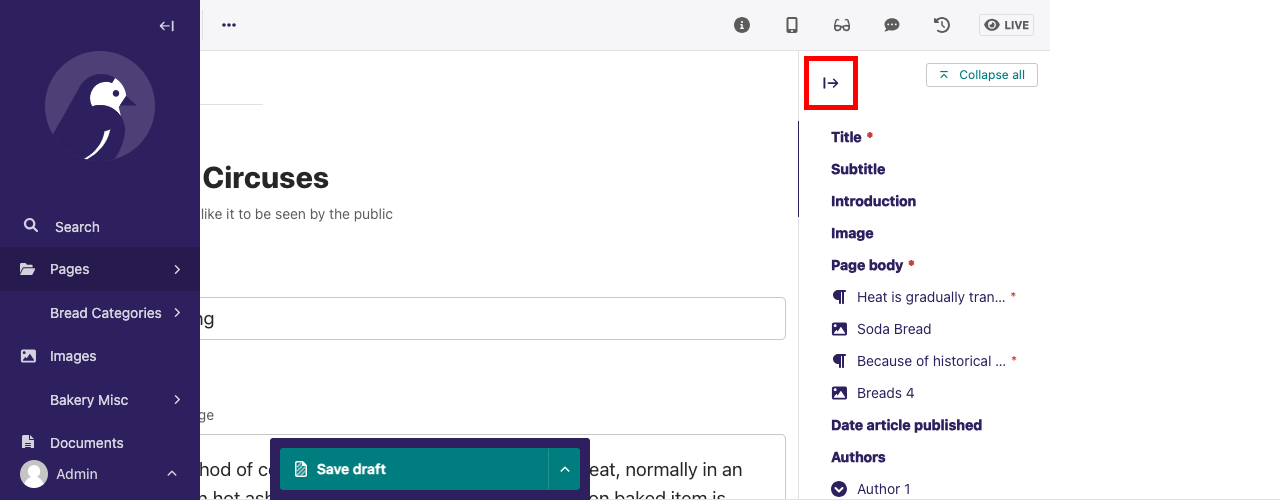 LIVE
Collapse all
Title *
Subtitle
Introduction
Image
Page body *
Heat is gradually tran... *
Soda Bread
Because of historical ... *
Breads 4
Date article published
Authors
Author 1
Search
Pages
Bread Categories
Images
Bakery Misc
Documents
Admin
Circuses
like it to be seen by the public
ng
ge
hod of c
eat, normally in an
n hot ash
on baked item is
Save draft